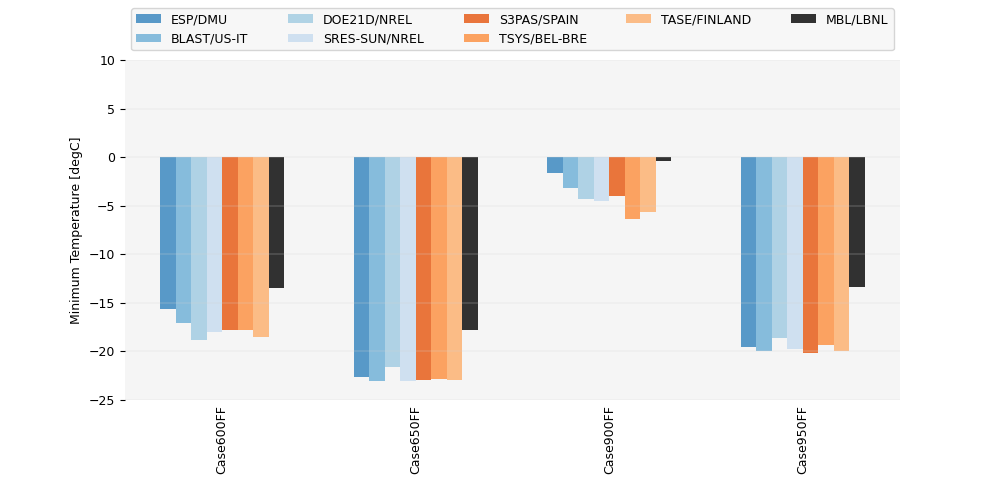 ESP/DMU DOE21D/NREL S3PAS/SPAIN TASE/FINLAND MBL/LBNL
BLAST/US-IT SRES-SUN/NREL TSYS/BEL-BRE
Minimum Temperature [degC]
10
5
0
−5
−10
−15
−20
−25
Case600FF
Case650FF
Case900FF
Case950FF